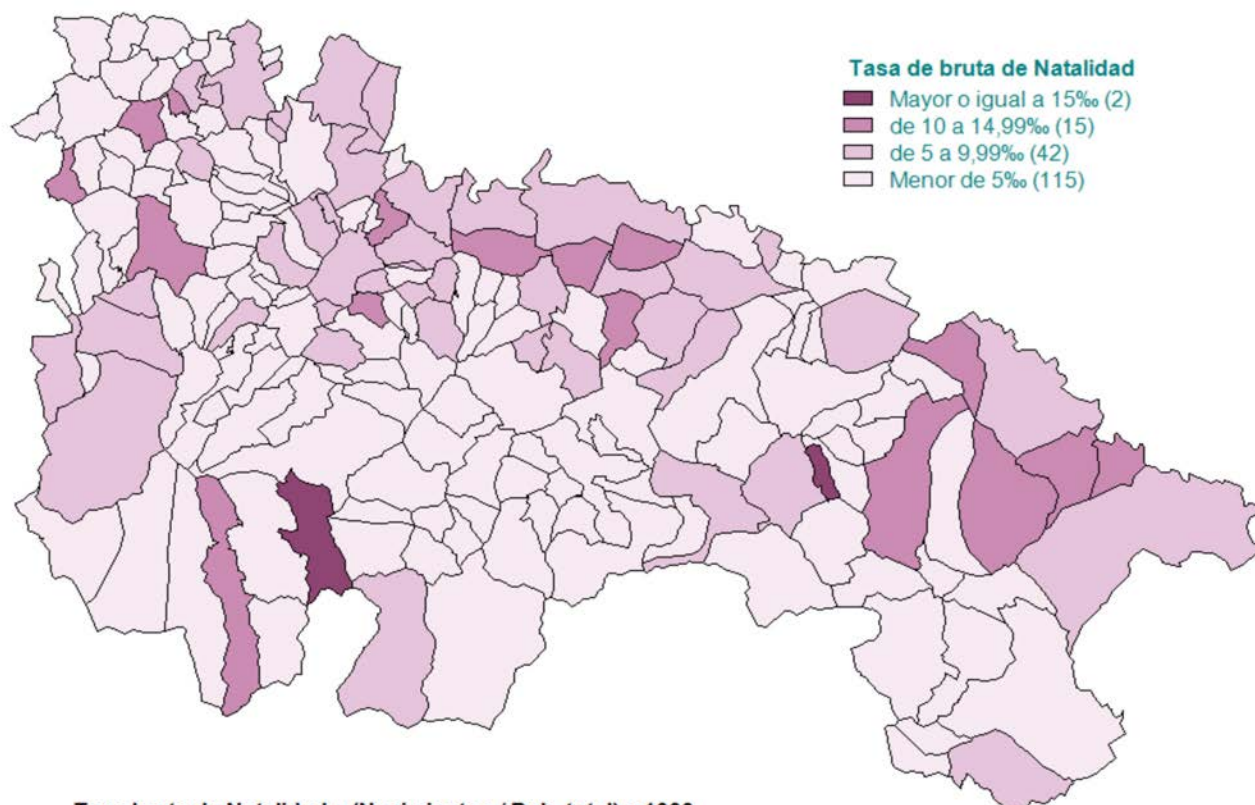 Tasa de bruta de Natalidad
Mayor o igual a 15‰ (2)
de 10 a 14,99‰ (15)
de 5 a 9,99‰ (42)
Menor de 5‰ (115)